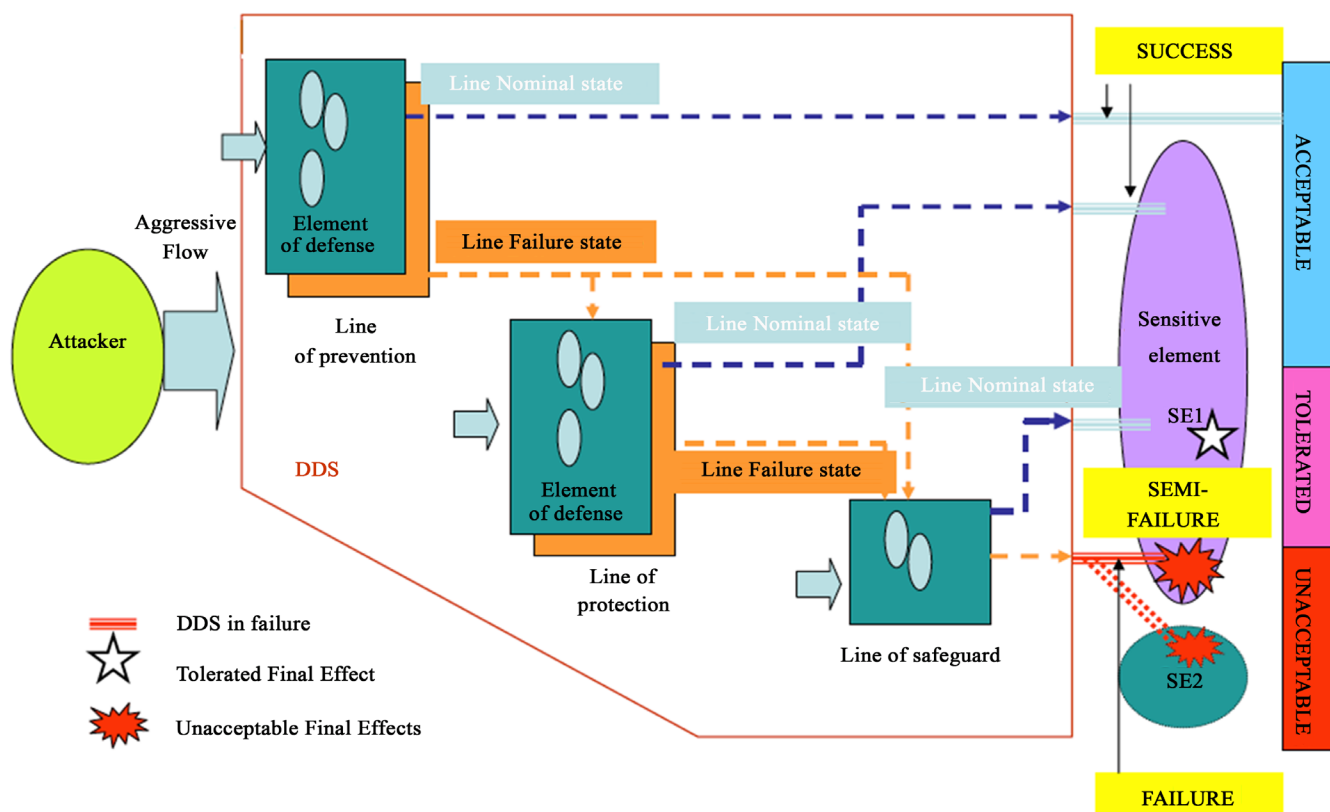 SUCCESS
Line Nominal state
ACCEPTABLE
Aggressive
Flow
Element
of defense
Line Failure state
Attacker
Line
of prevention
Line Nominal state
Sensitive
element
Line Nominal state
TOLERATED
SE1
DDS
Line Failure state
Element
of defense
SEMI-
FAILURE
UNACCEPTABLE
Line of
protection
DDS in failure
Line of safeguard
Tolerated Final Effect
SE2
Unacceptable Final Effects
FAILURE